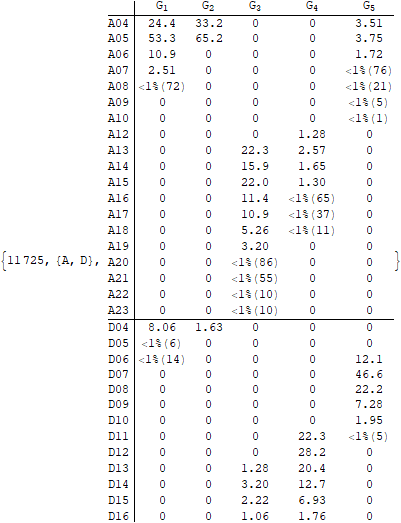 G1 G2 G3 G4 G5
A04 24.4 33.2 0 0 3.51
A05 53.3 65.2 0 0 3.75
A06 10.9 0 0 0 1.72
A07 2.51 0 0 0 <1%(76)
A08 <1%(72) 0 0 0 <1%(21)
A09 0 0 0 0 <1%(5)
A10 0 0 0 0 <1%(1)
A12 0 0 0 1.28 0
A13 0 0 22.3 2.57 0
A14 0 0 15.9 1.65 0
A15 0 0 22.0 1.30 0
A16 0 0 11.4 <1%(65) 0
A17 0 0 10.9 <1%(37) 0
A18 0 0 5.26 <1%(11) 0
A19 0 0 3.20 0 0
{11725, {A, D}, A20 0 0 <1%(86) 0 0 }
A21 0 0 <1%(55) 0 0
A22 0 0 <1%(10) 0 0
A23 0 0 <1%(10) 0 0
D04 8.06 1.63 0 0 0
D05 <1%(6) 0 0 0 0
D06 <1%(14) 0 0 0 12.1
D07 0 0 0 0 46.6
D08 0 0 0 0 22.2
D09 0 0 0 0 7.28
D10 0 0 0 0 1.95
D11 0 0 0 22.3 <1%(5)
D12 0 0 0 28.2 0
D13 0 0 1.28 20.4 0
D14 0 0 3.20 12.7 0
D15 0 0 2.22 6.93 0
D16 0 0 1.06 1.76 0